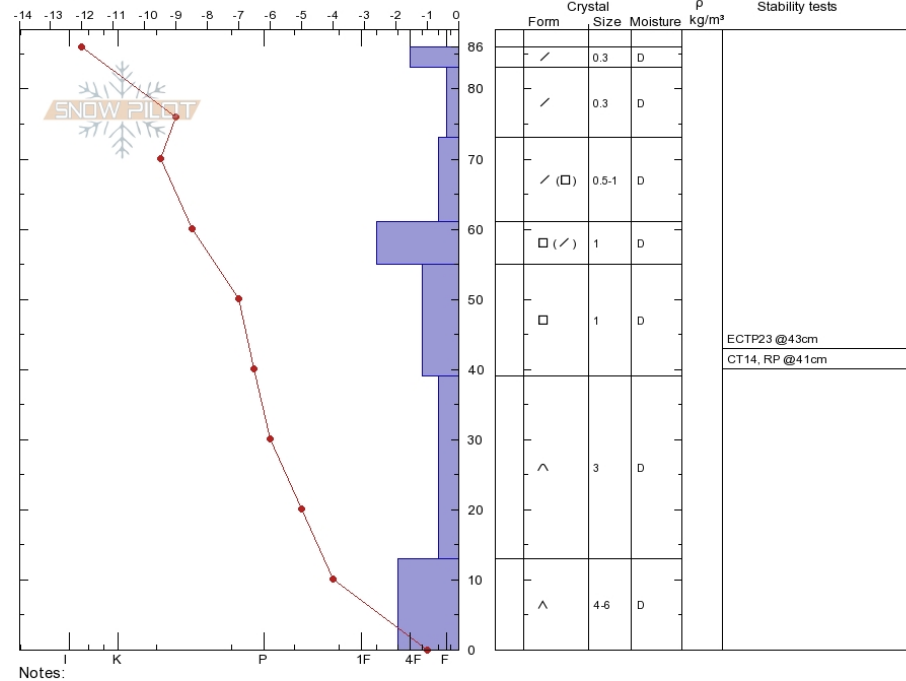 -14 -13 -12 -11 -10 -9 -8 -7 -6 -5 -4 -3 -2 -1 0
Crystal
Form Size Moisture
ρ
kg/m³
Stability tests
SNOW PILOT
86
80
70
60
50
40
30
20
10
0
0.3 D
0.3 D
0.5-1 D
1 D
1 D
3 D
4-6 D
ECTP23 @43cm
CT14, RP @41cm
I K P 1F 4F F
Notes: